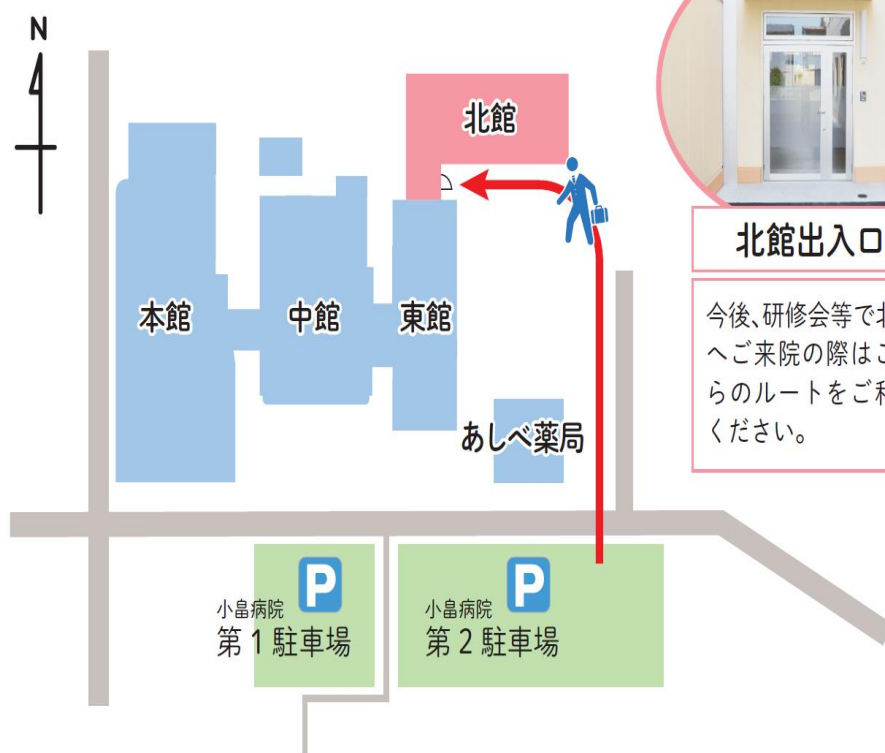 N
北館
北館出入口
本館
中館
東館
今後、研修会等で北
へご来院の際はこ
らのルートをご利
ください。
あしべ薬局
P
小畠病院
第1駐車場
P
小畠病院
第2駐車場